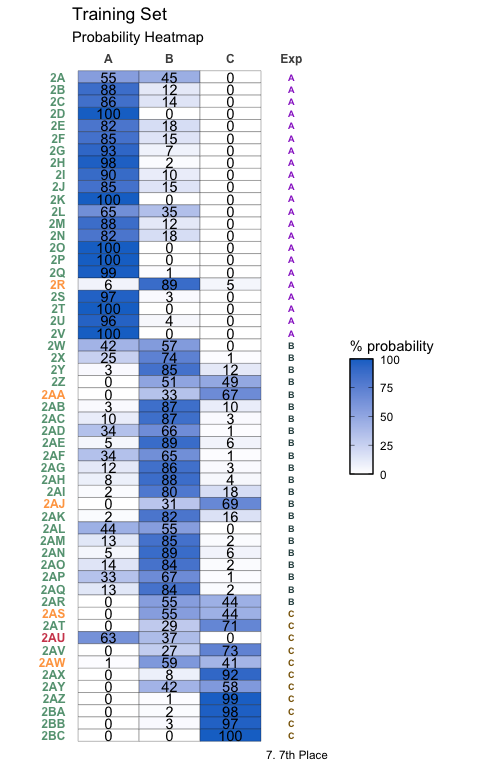 Training Set
Probability Heatmap
A B C Exp
2A 55 45 0 A
2B 88 12 0 A
2C 86 14 0 A
2D 100 0 0 A
2E 82 18 0 A
2F 85 15 0 A
2G 93 7 0 A
2H 98 2 0 A
2I 90 10 0 A
2J 85 15 0 A
2K 100 0 0 A
2L 65 35 0 A
2M 88 12 0 A
2N 82 18 0 A
2O 100 0 0 A
2P 100 0 0 A
2Q 99 1 0 A
2R 6 89 5 A
2S 97 3 0 A
2T 100 0 0 A
2U 96 4 0 A
2V 100 0 0 A
2W 42 57 0 B
2X 25 74 1 B
2Y 3 85 12 B
2Z 0 51 49 B
2AA 0 33 67 B
2AB 3 87 10 B
2AC 10 87 3 B
2AD 34 66 1 B
2AE 5 89 6 B
2AF 34 65 1 B
2AG 12 86 3 B
2AH 8 88 4 B
2AI 2 80 18 B
2AJ 0 31 69 B
2AK 2 82 16 B
2AL 44 55 0 B
2AM 13 85 2 B
2AN 5 89 6 B
2AO 14 84 2 B
2AP 33 67 1 B
2AQ 13 84 2 B
2AR 0 55 44 B
2AS 0 55 44 C
2AT 0 29 71 C
2AU 63 37 0 C
2AV 0 27 73 C
2AW 1 59 41 C
2AX 0 8 92 C
2AY 0 42 58 C
2AZ 0 1 99 C
2BA 0 2 98 C
2BB 0 3 97 C
2BC 0 0 100 C
% probability
100
75
50
25
0
7. 7th Place